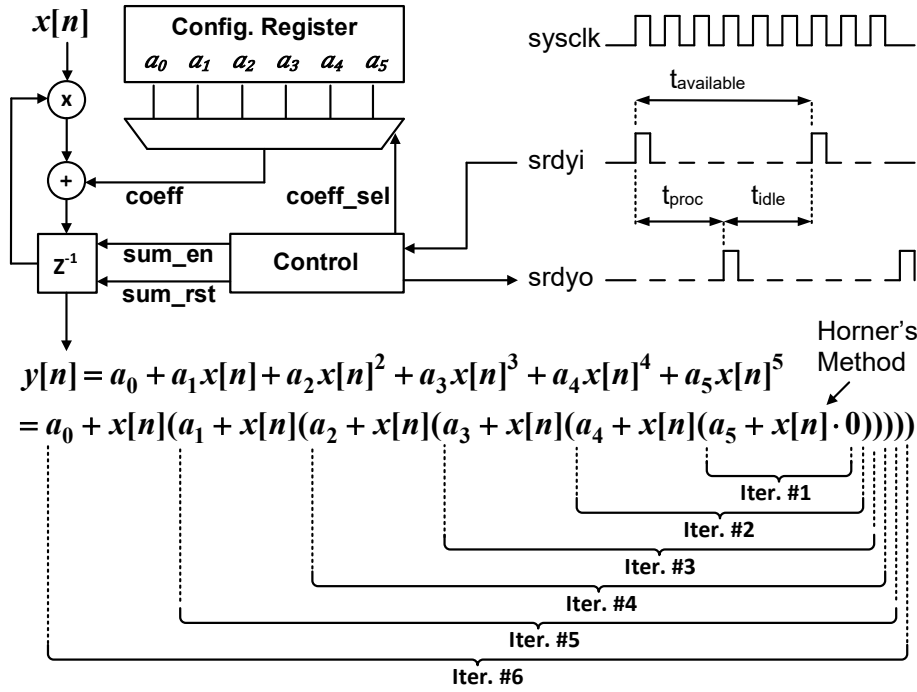 x[n]
Config. Register
a0 a1 a2 a3 a4 a5
x
+
coeff
coeff_sel
Z-1
sum_en
sum_rst
Control
sysclk
tavailable
srdyi
tproc
tidle
srdyo
Horner's
Method
y[n] = a0 + a1x[n] + a2x[n]2 + a3x[n]3 + a4x[n]4 + a5x[n]5
= a0 + x[n](a1 + x[n](a2 + x[n](a3 + x[n](a4 + x[n](a5 + x[n]·0)))))
Iter. #1
Iter. #2
Iter. #3
Iter. #4
Iter. #5
Iter. #6